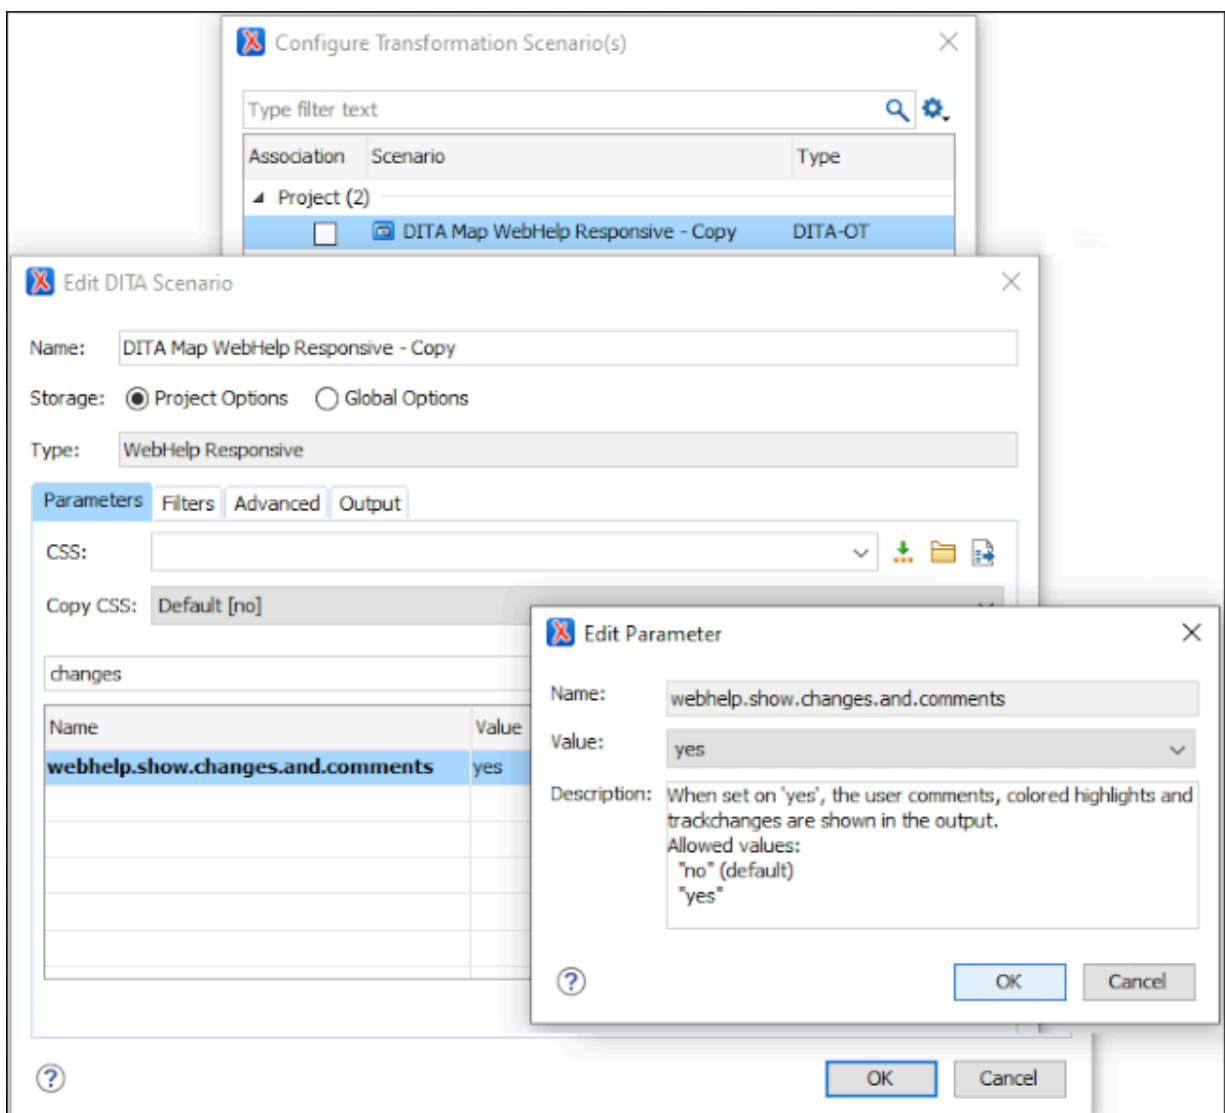 Configure Transformation Scenario(s)
Type filter text
Association Scenario Type
Project (2)
DITA Map WebHelp Responsive - Copy DITA-OT
Edit DITA Scenario
Name: DITA Map WebHelp Responsive - Copy
Storage: Project Options Global Options
Type: WebHelp Responsive
Parameters Filters Advanced Output
CSS:
Copy CSS: Default [no]
changes
Name Value
webhelp.show.changes.and.comments yes
Edit Parameter
Name: webhelp.show.changes.and.comments
Value: yes
Description: When set on 'yes', the user comments, colored highlights and
trackchanges are shown in the output.
Allowed values:
"no" (default)
"yes"
? OK Cancel
? OK Cancel